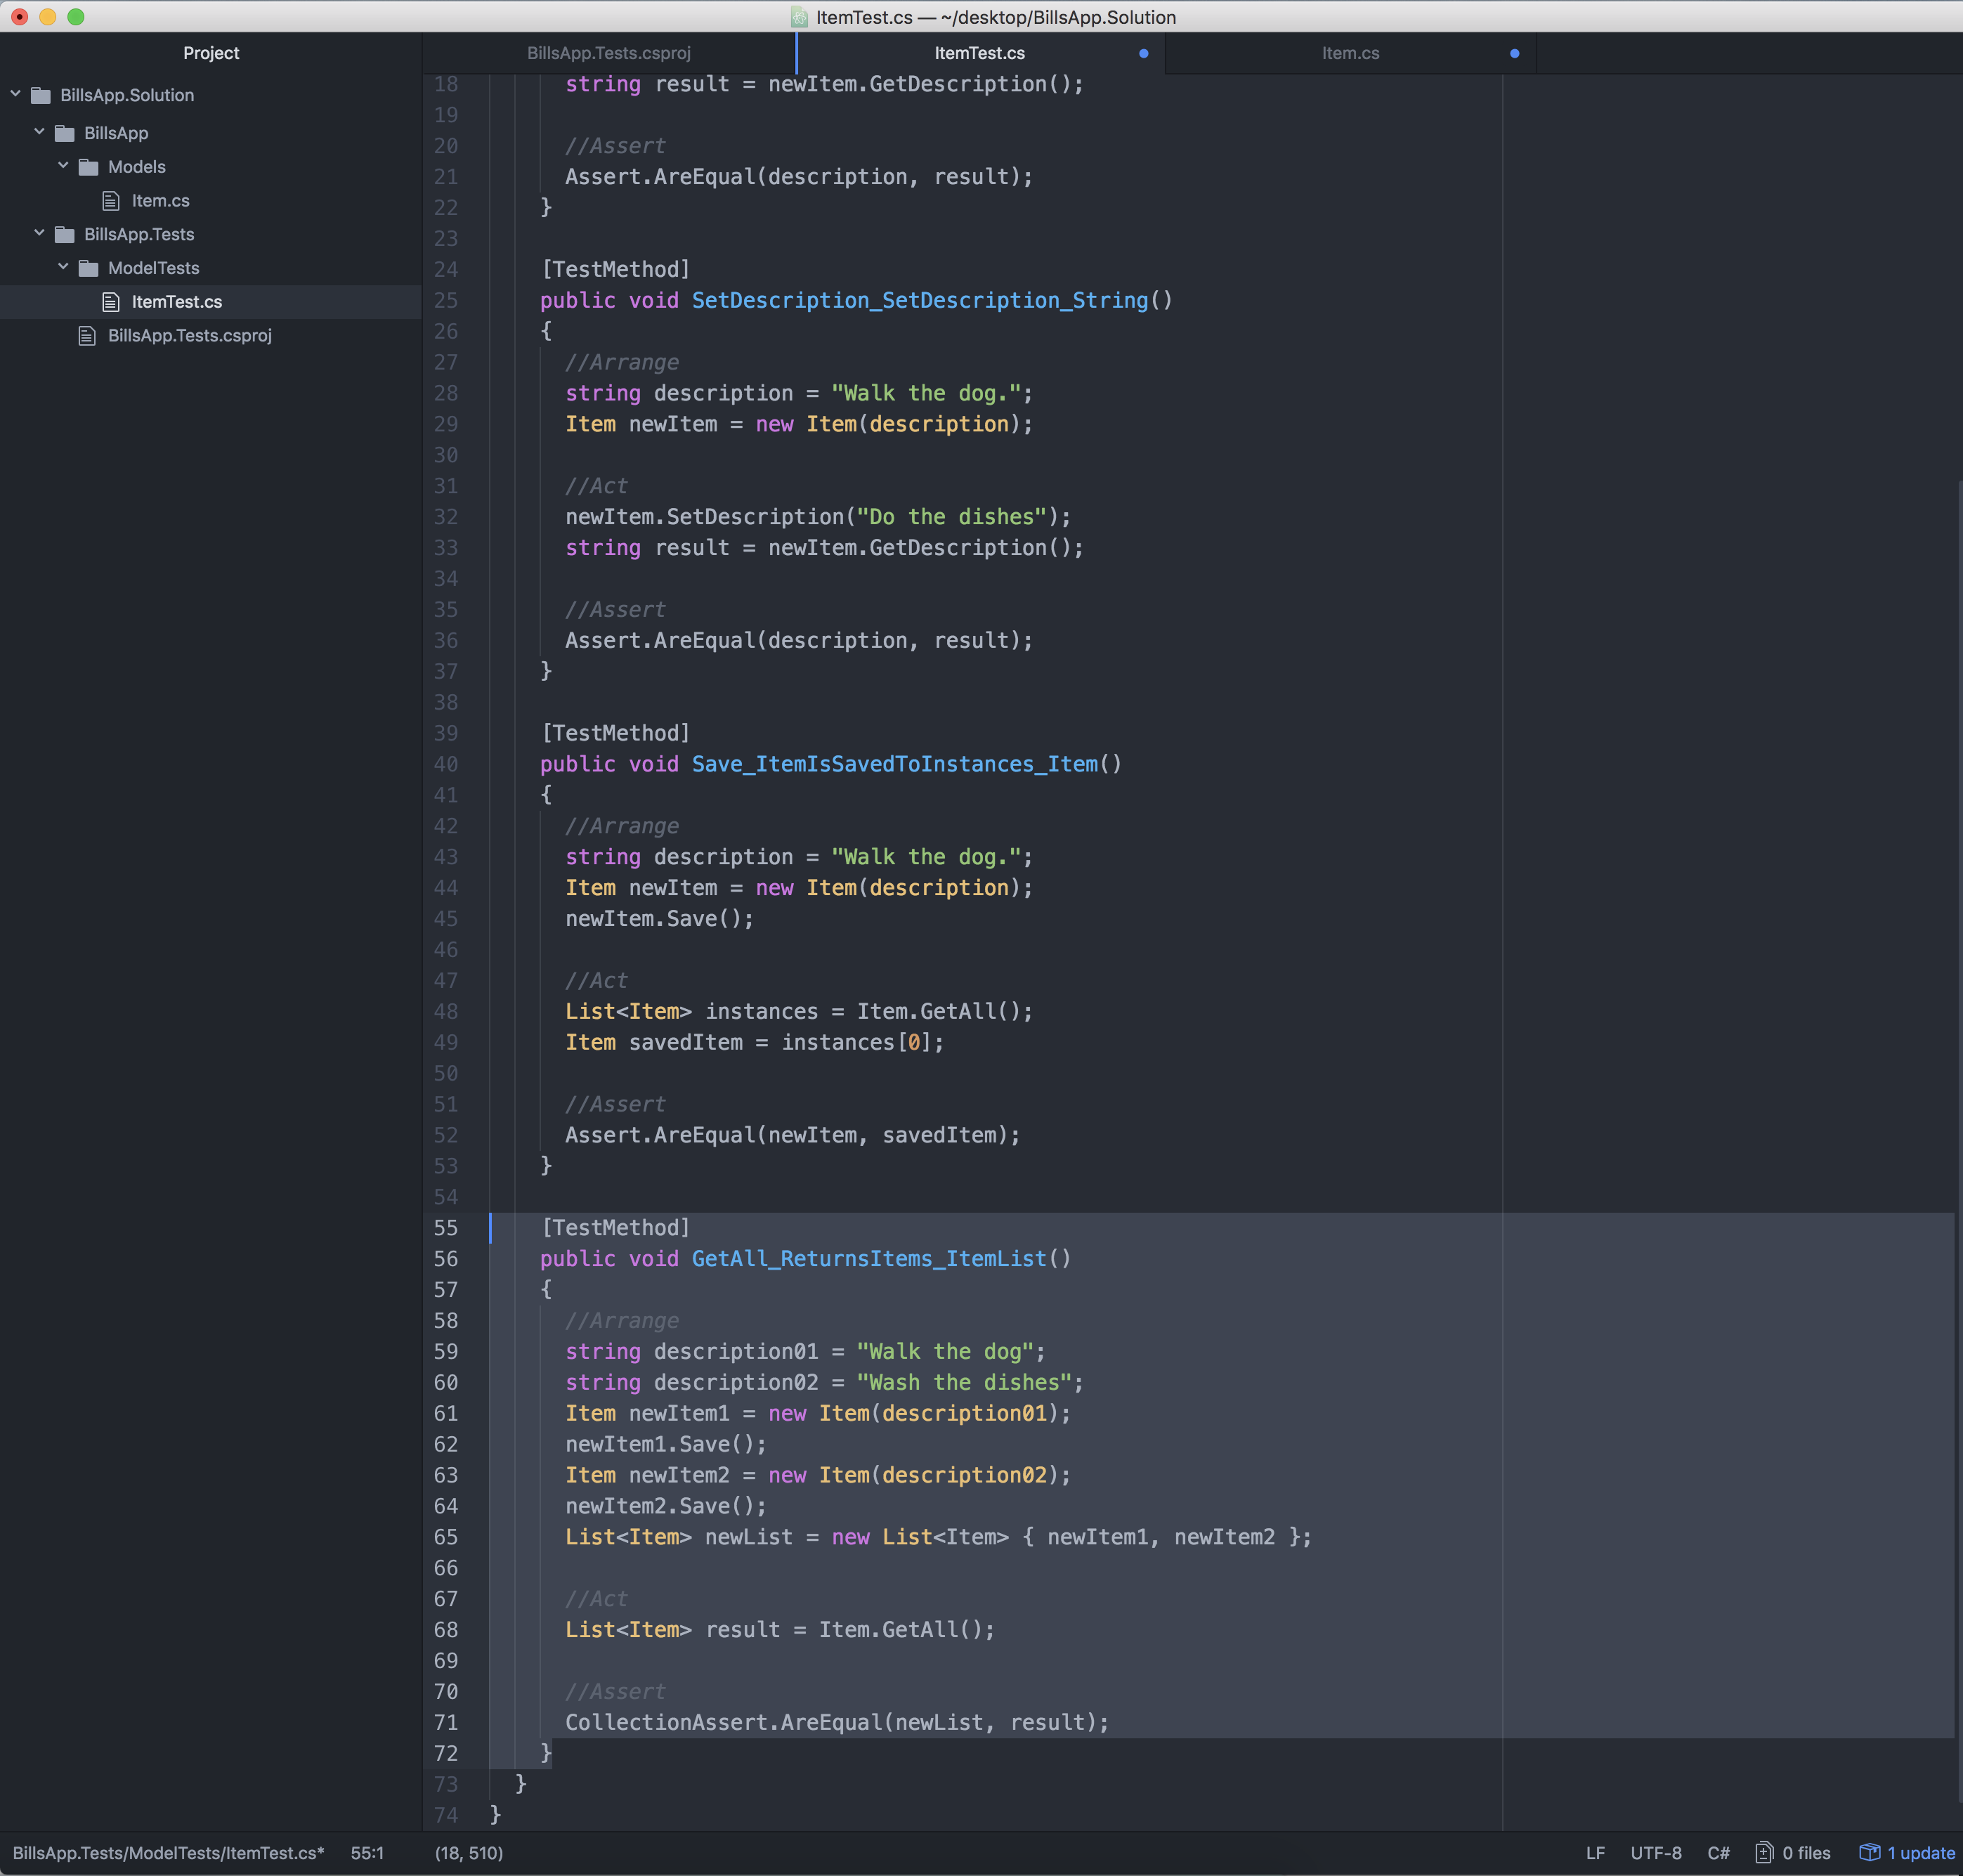 ItemTest.cs — ~/desktop/BillsApp.Solution
Project
BillsApp.Tests.csproj
ItemTest.cs
Item.cs
BillsApp.Solution
BillsApp
Models
Item.cs
BillsApp.Tests
ModelTests
ItemTest.cs
BillsApp.Tests.csproj
18 string result = newItem.GetDescription();
19
20 //Assert
21 Assert.AreEqual(description, result);
22 }
23
24 [TestMethod]
25 public void SetDescription_SetDescription_String()
26 {
27 //Arrange
28 string description = "Walk the dog.";
29 Item newItem = new Item(description);
30
31 //Act
32 newItem.SetDescription("Do the dishes");
33 string result = newItem.GetDescription();
34
35 //Assert
36 Assert.AreEqual(description, result);
37 }
38
39 [TestMethod]
40 public void Save_ItemIsSavedToInstances_Item()
41 {
42 //Arrange
43 string description = "Walk the dog.";
44 Item newItem = new Item(description);
45 newItem.Save();
46
47 //Act
48 List<Item> instances = Item.GetAll();
49 Item savedItem = instances[0];
50
51 //Assert
52 Assert.AreEqual(newItem, savedItem);
53 }
54
55 [TestMethod]
56 public void GetAll_ReturnsItems_ItemList()
57 {
58 //Arrange
59 string description01 = "Walk the dog";
60 string description02 = "Wash the dishes";
61 Item newItem1 = new Item(description01);
62 newItem1.Save();
63 Item newItem2 = new Item(description02);
64 newItem2.Save();
65 List<Item> newList = new List<Item> { newItem1, newItem2 };
66
67 //Act
68 List<Item> result = Item.GetAll();
69
70 //Assert
71 CollectionAssert.AreEqual(newList, result);
72 }
73 }
74 }
BillsApp.Tests/ModelTests/ItemTest.cs* 55:1 (18, 510) LF UTF-8 C# 0 files 1 update